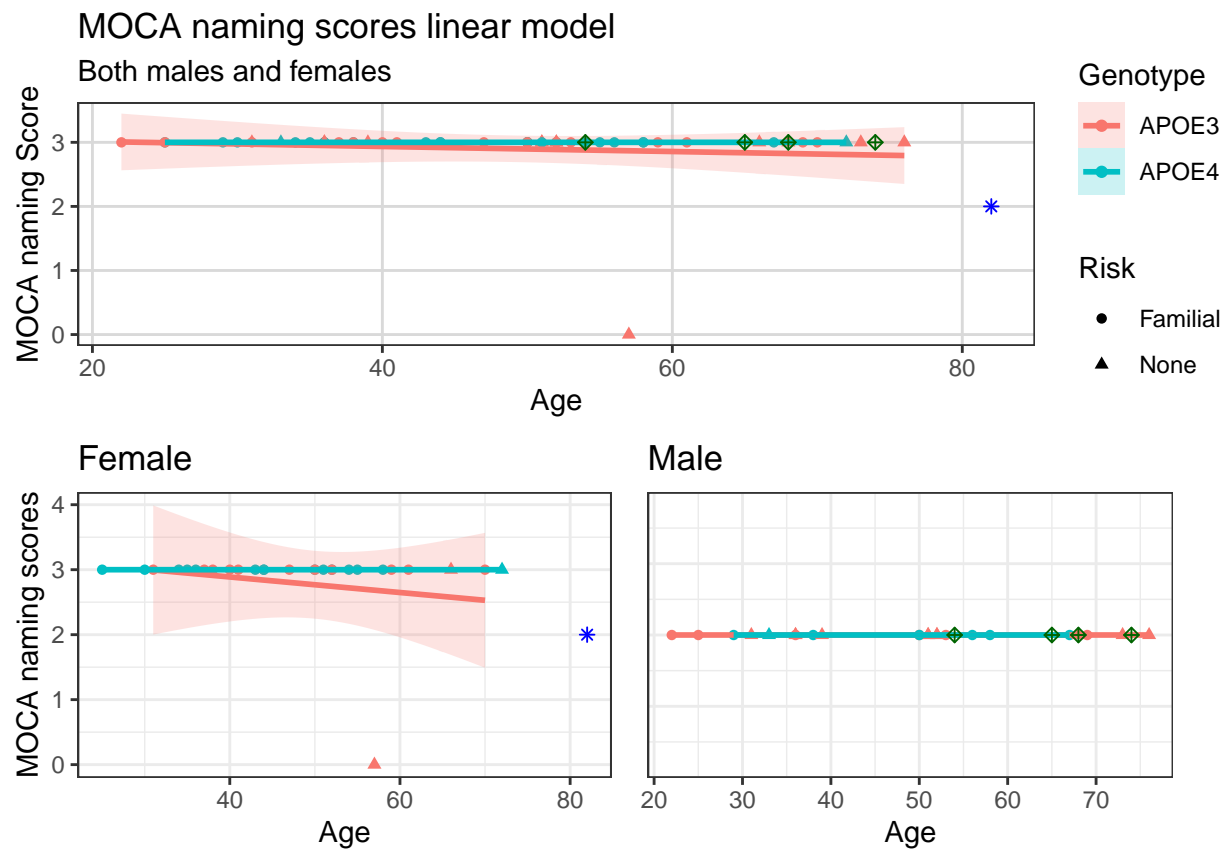 MOCA naming scores linear model
Both males and females
MOCA naming Score
3
2
1
0
20 40 60 80
Age
Genotype
APOE3
APOE4
Risk
Familial
None
Female
MOCA naming scores
4
3
2
1
0
40 60 80
Age
Male
20 30 40 50 60 70
Age